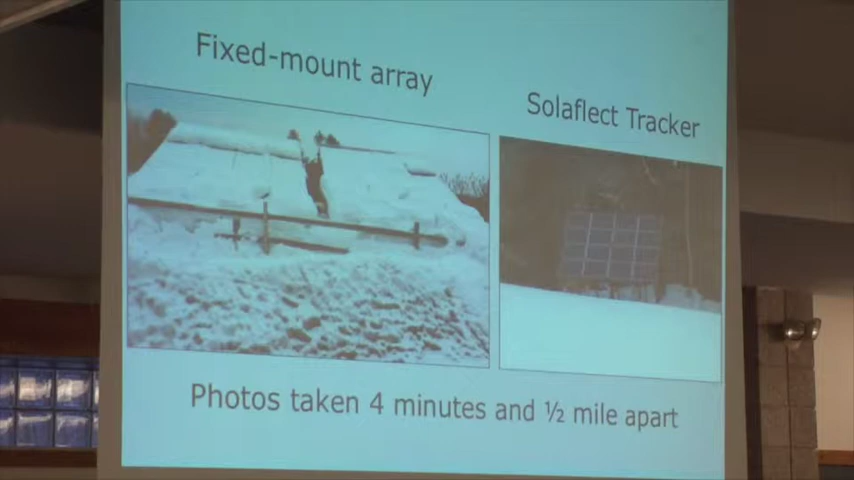 Fixed-mount array
Solaflect Tracker
Photos taken 4 minutes and ½ mile apart